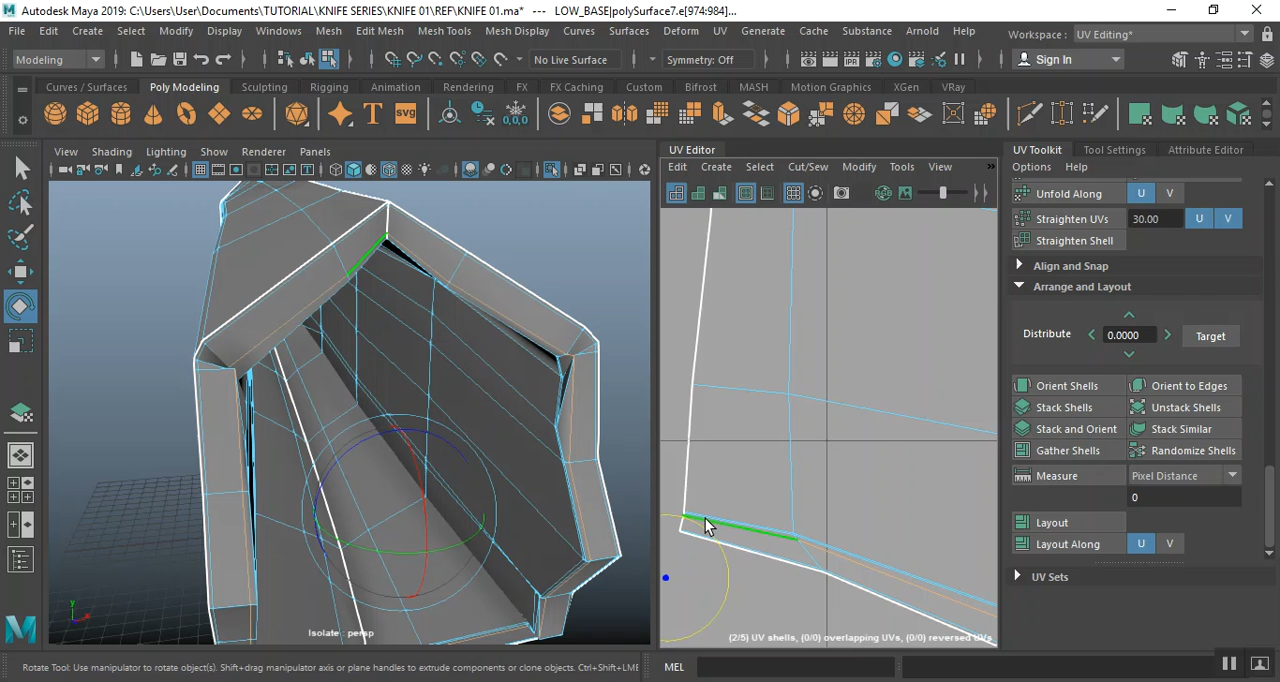 Autodesk Maya 2019: C:\Users\User\Documents\TUTORIAL\KNIFE SERIES\KNIFE 01\REF\KNIFE 01.ma* --- LOW_BASE|polySurface7.e[974:984]...
File Edit Create Select Modify Display Windows Mesh Edit Mesh Mesh Tools Mesh Display Curves Surfaces Deform UV Generate Cache Substance Arnold Help Workspace : UV Editing*
Modeling No Live Surface Symmetry: Off IPR Sign In
Curves / Surfaces Poly Modeling Sculpting Rigging Animation Rendering FX FX Caching Custom Bifrost MASH Motion Graphics XGen VRay
T SVG 0,0,0
View Shading Lighting Renderer Panels
UV Editor
UV Toolkit Tool Settings Attribute Editor
Edit Create Select Cut/Sew Modify Tools View »
Options Help
Unfold Along U V
Straighten UVs 30.00 U V
Straighten Shell
Align and Snap
Arrange and Layout
Distribute 0.0000 Target
Orient Shells Orient to Edges
Stack Shells Unstack Shells
Stack and Orient Stack Similar
Gather Shells Randomize Shells
Measure Pixel Distance
0
Layout
Layout Along U V
UV Sets
y
x
Isolate : persp
(2/5) UV shells, (0/0) overlapping UVs, (0/0) reversed UVs
Rotate Tool: Use manipulator to rotate object(s). Shift+drag manipulator axis or plane handles to extrude components or clone objects. Ctrl+Shift+LME
MEL